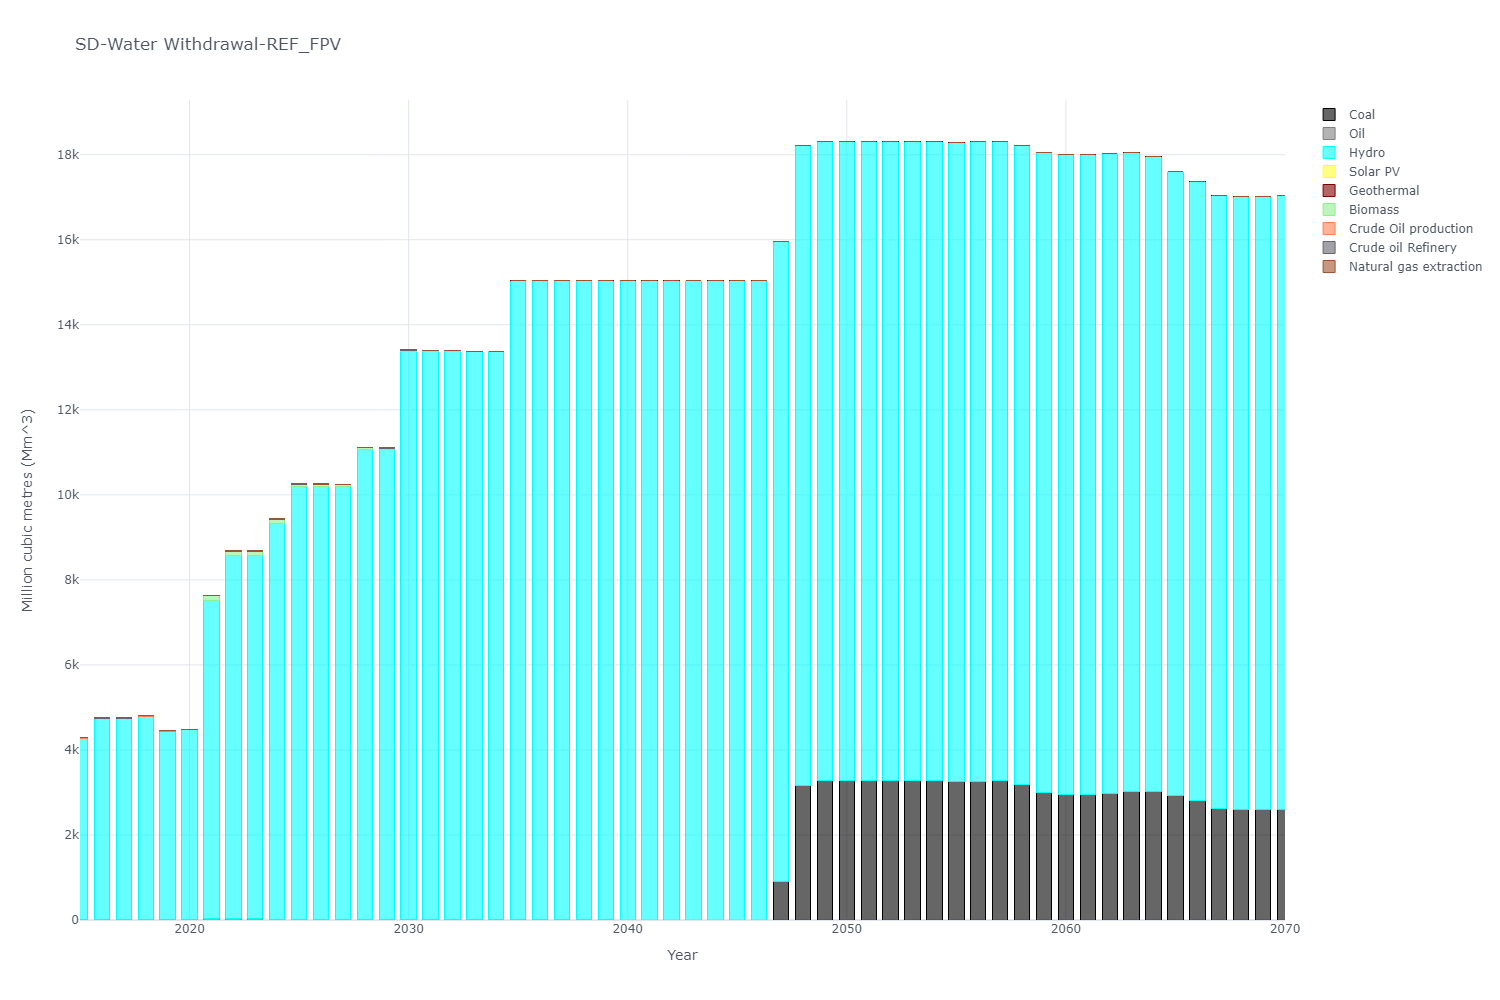 SD-Water Withdrawal-REF_FPV
Coal
Oil
Hydro
Solar PV
Geothermal
Biomass
Crude Oil production
Crude oil Refinery
Natural gas extraction
Million cubic metres (Mm^3)
18k
16k
14k
12k
10k
8k
6k
4k
2k
0
2020
2030
2040
2050
2060
2070
Year